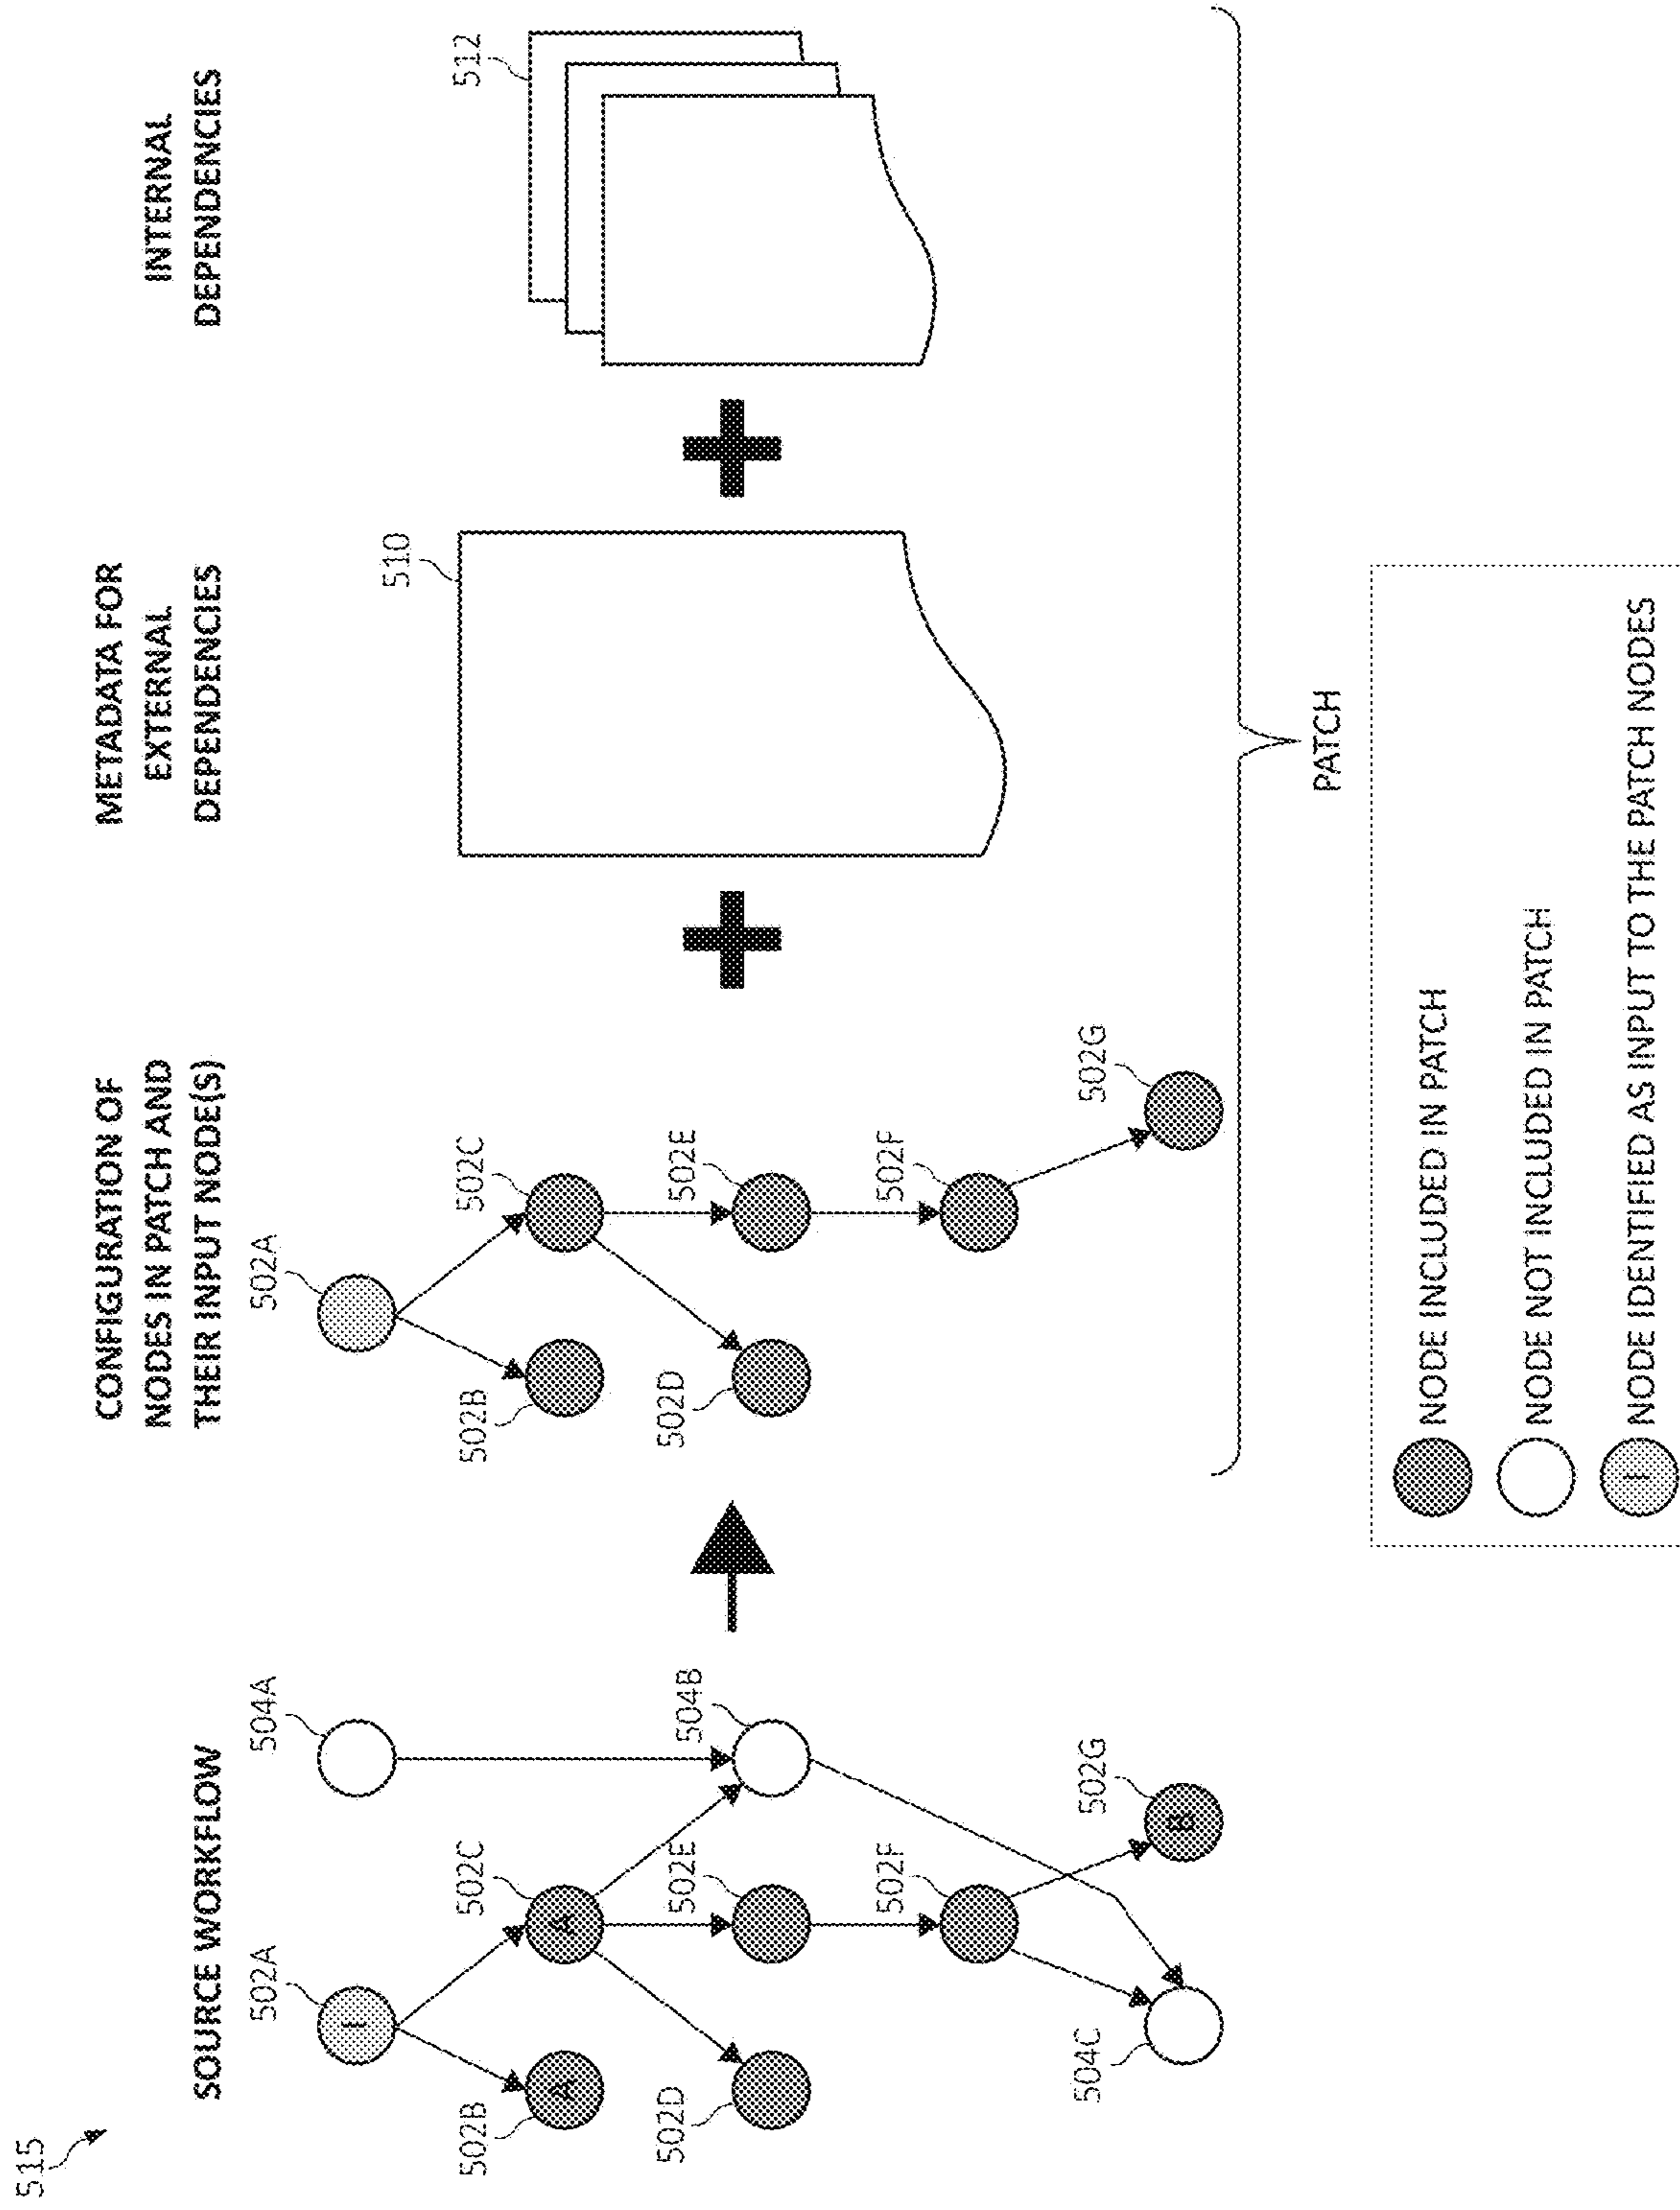 515
SOURCE WORKFLOW
502A
I
504A
502B
A
502C
A
502D
502E
504B
502F
504C
502G
B
CONFIGURATION OF
NODES IN PATCH AND
THEIR INPUT NODE(S)
502A
502B
502C
502D
502E
502F
502G
METADADA FOR
EXTERNAL
DEPENDENCIES
510
INTERNAL
DEPENDENCIES
512
PATCH
NODE INCLUDED IN PATCH
NODE NOT INCLUDED IN PATCH
I NODE IDENTIFIED AS INPUT TO THE PATCH NODES